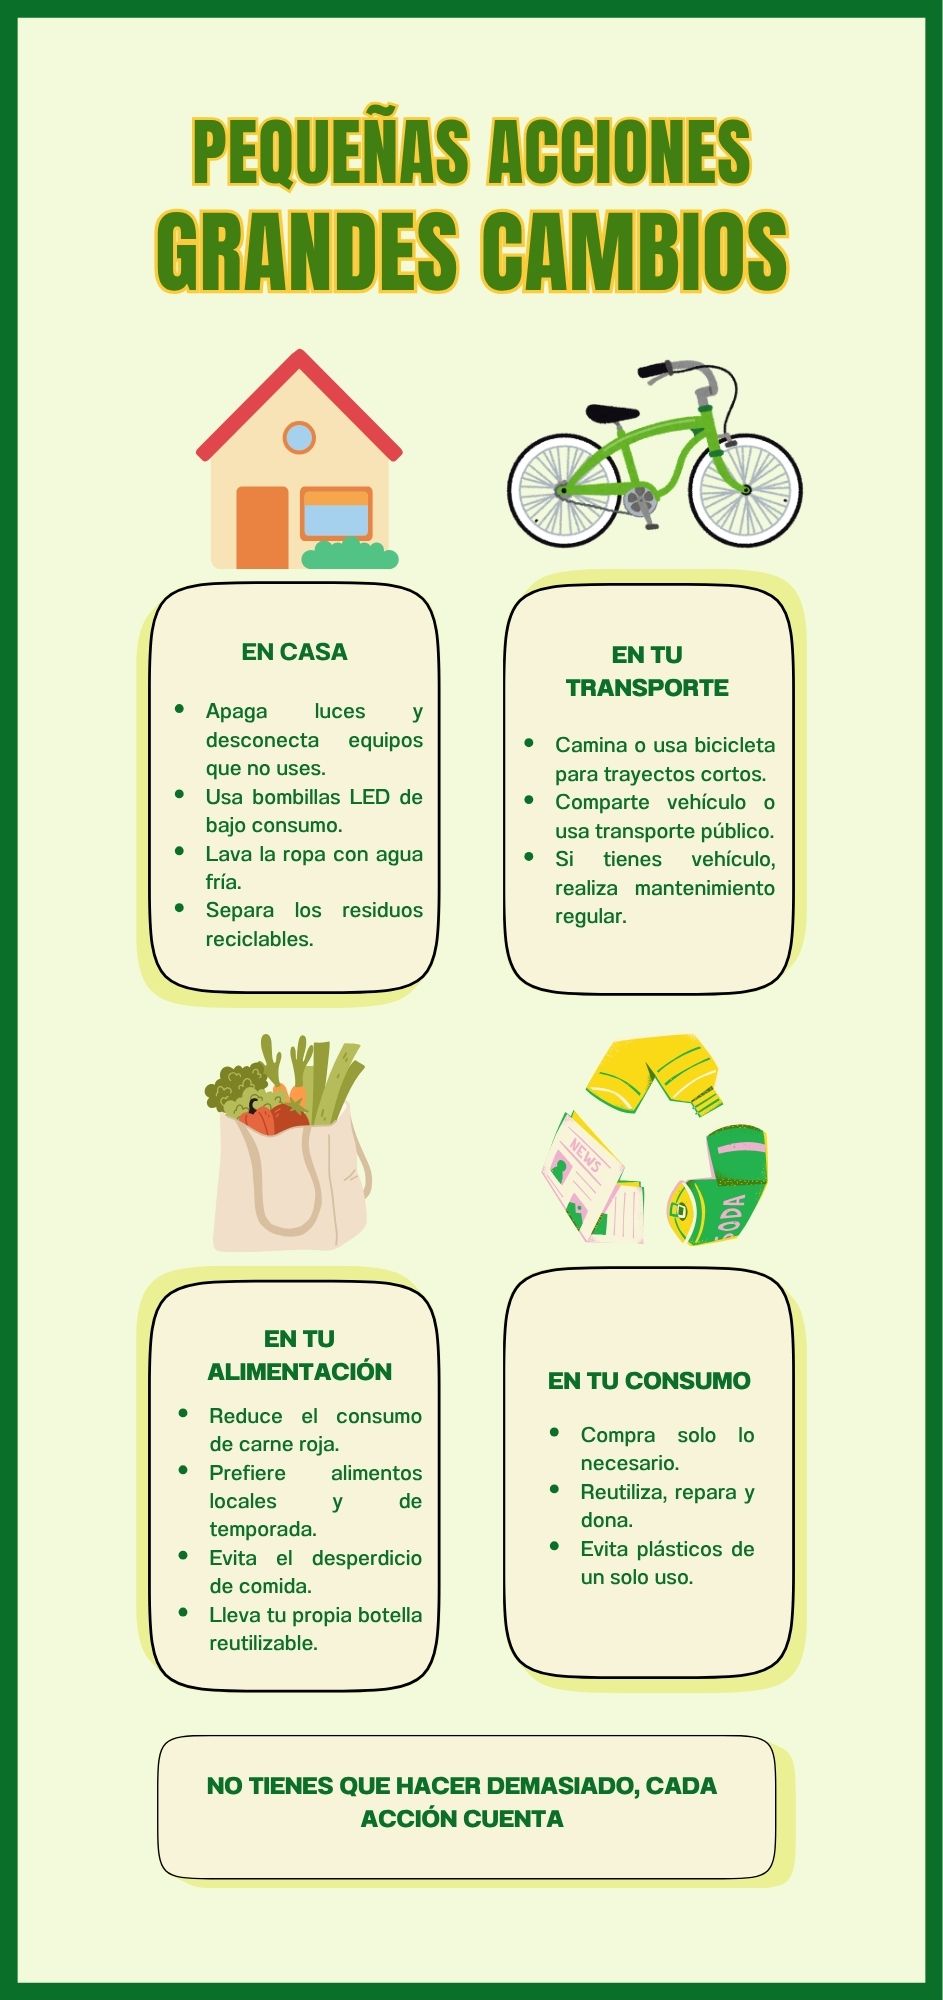 PEQUEÑAS ACCIONES
GRANDES CAMBIOS
EN CASA
Apaga luces y
desconecta equipos
que no uses.
Usa bombillas LED de
bajo consumo.
Lava la ropa con agua
fría.
Separa los residuos
reciclables.
EN TU
TRANSPORTE
Camina o usa bicicleta
para trayectos cortos.
Comparte vehículo o
usa transporte público.
Si tienes vehículo,
realiza mantenimiento
regular.
NEWS
SODA
EN TU
ALIMENTACIÓN
Reduce el consumo
de carne roja.
Prefiere alimentos
locales y de
temporada.
Evita el desperdicio
de comida.
Lleva tu propia botella
reutilizable.
EN TU CONSUMO
Compra solo lo
necesario.
Reutiliza, repara y
dona.
Evita plásticos de
un solo uso.
NO TIENES QUE HACER DEMASIADO, CADA
ACCIÓN CUENTA